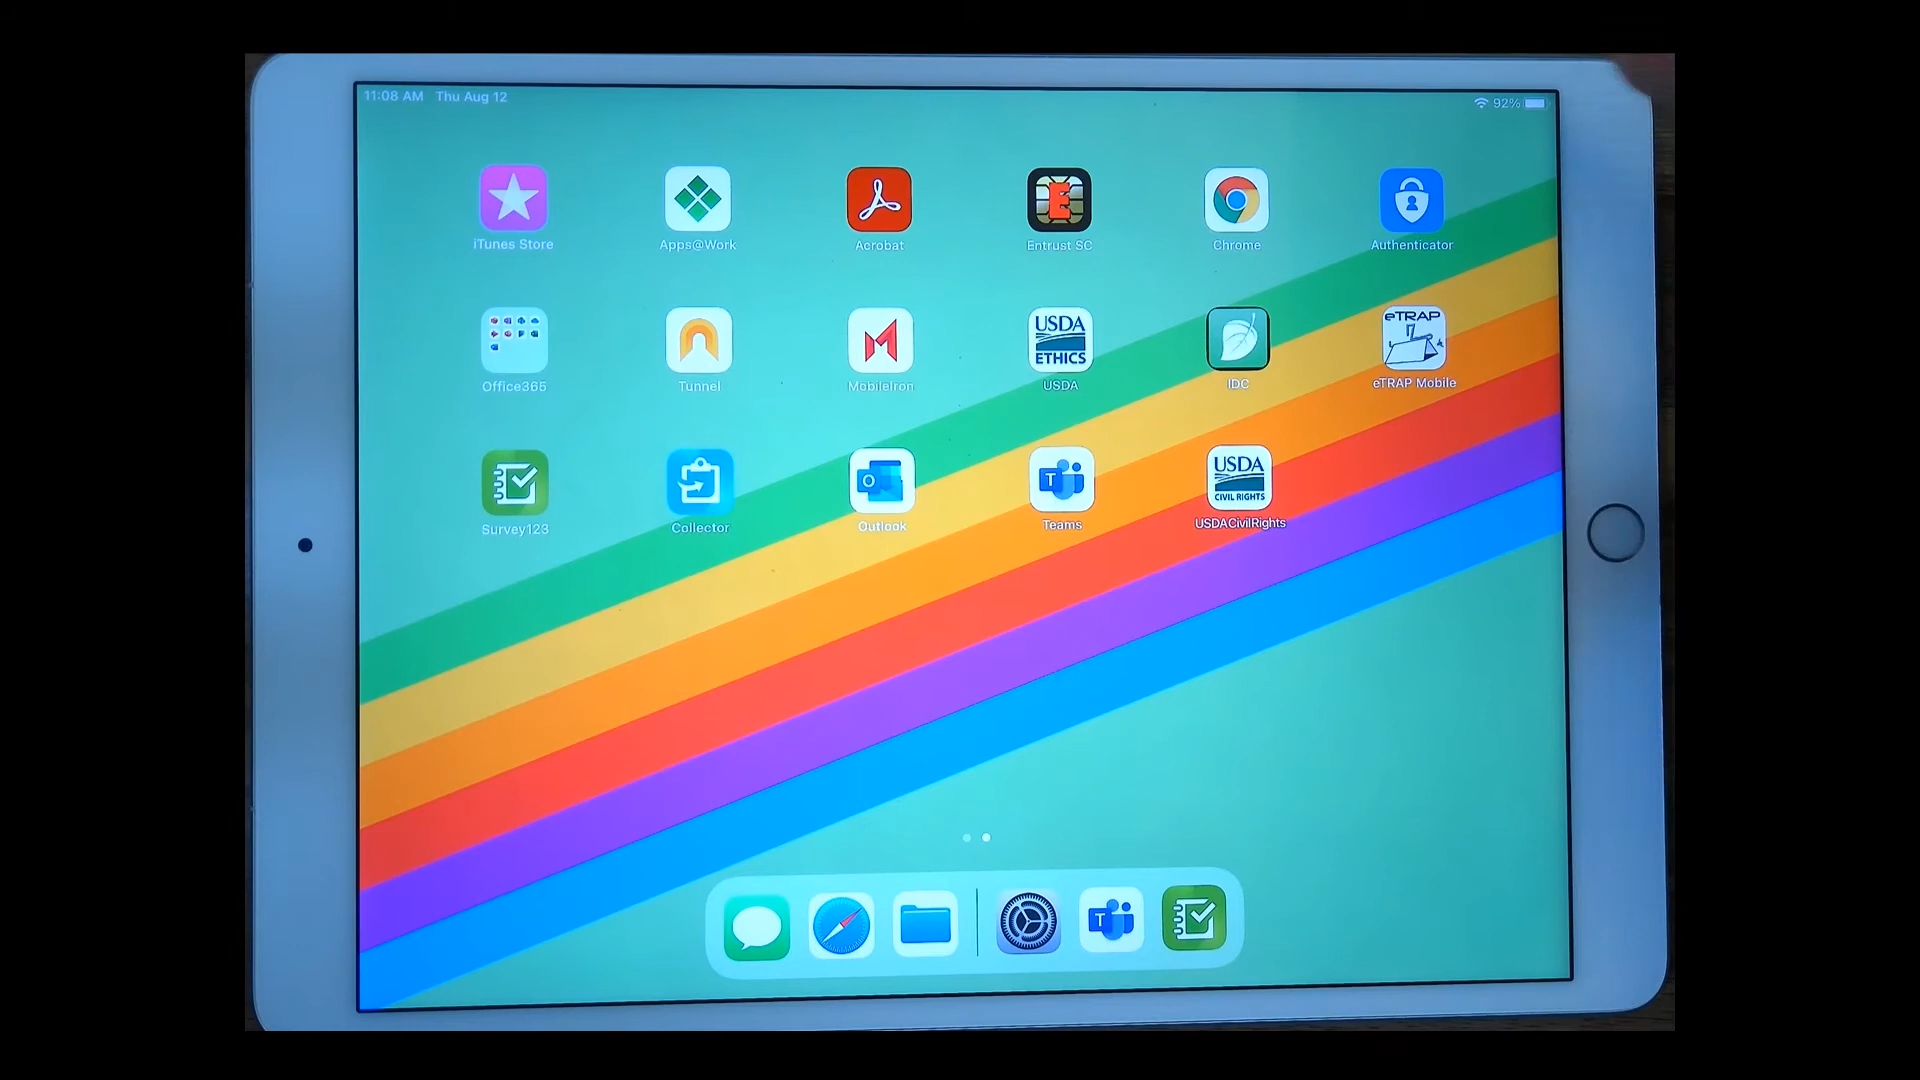 11:08 AM Thu Aug 12
92%
iTunes Store
Apps@Work
Acrobat
E
Entrust SC
Chrome
Authenticator
Office365
Tunnel
MobileIron
USDA
ETHICS
USDA
IDC
eTRAP
eTRAP Mobile
Survey123
Collector
O
Outlook
T
Teams
USDA
CIVIL RIGHTS
USDACivilRights
T